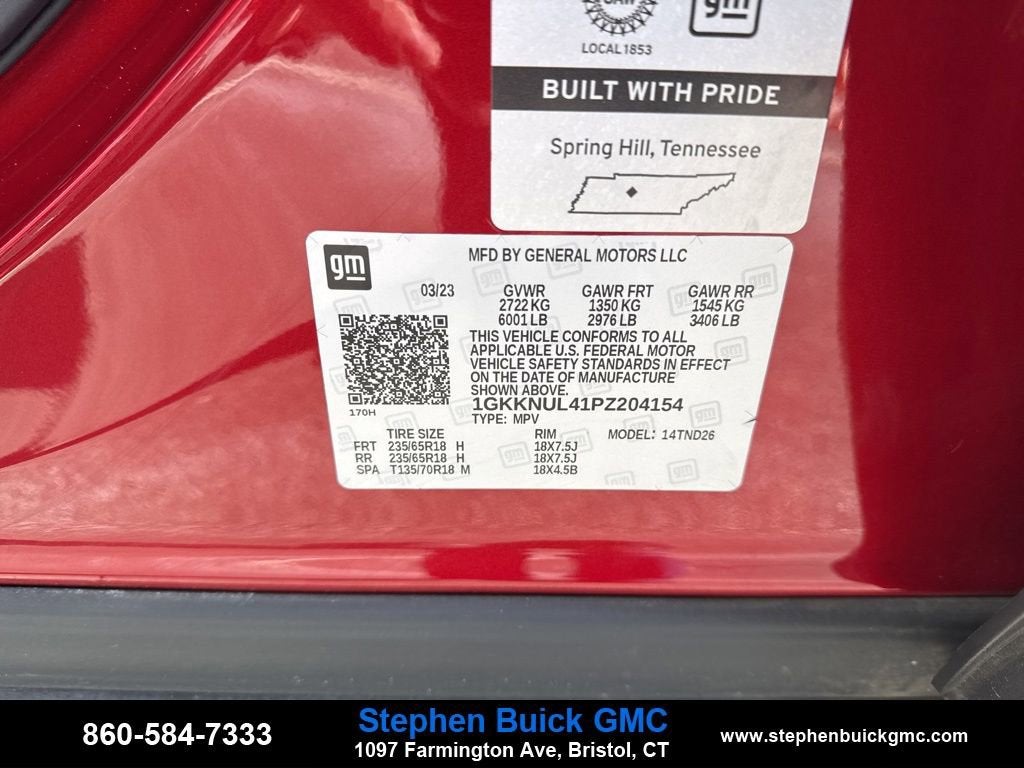 gm
LOCAL 1853
BUILT WITH PRIDE
Spring Hill, Tennessee
gm
MFD BY GENERAL MOTORS LLC
03/23 GVWR GAWR FRT GAWR RR
2722 KG 1350 KG 1545 KG
6001 LB 2976 LB 3406 LB
THIS VEHICLE CONFORMS TO ALL
APPLICABLE U.S. FEDERAL MOTOR
VEHICLE SAFETY STANDARDS IN EFFECT
ON THE DATE OF MANUFACTURE
SHOWN ABOVE.
170H
1GKKNUL41PZ204154
TYPE: MPV
TIRE SIZE RIM MODEL: 14TND26
FRT 235/65R18 H 18X7.5J
RR 235/65R18 H 18X7.5J
SPA T135/70R18 M 18X4.5B
860-584-7333
Stephen Buick GMC
1097 Farmington Ave, Bristol, CT
www.stephenbuickgmc.com